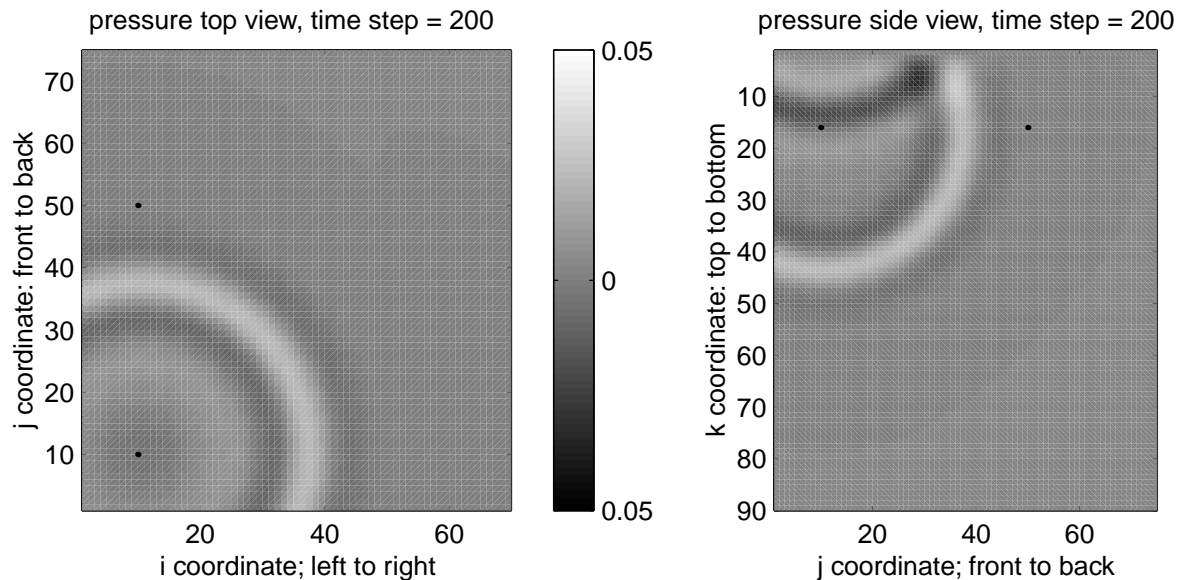 pressure top view, time step = 200
70
60
50
40
30
20
10
j coordinate: front to back
20 40 60
i coordinate; left to right
0.05
0
0.05
pressure side view, time step = 200
10
20
30
40
50
60
70
80
90
k coordinate: top to bottom
20 40 60
j coordinate; front to back